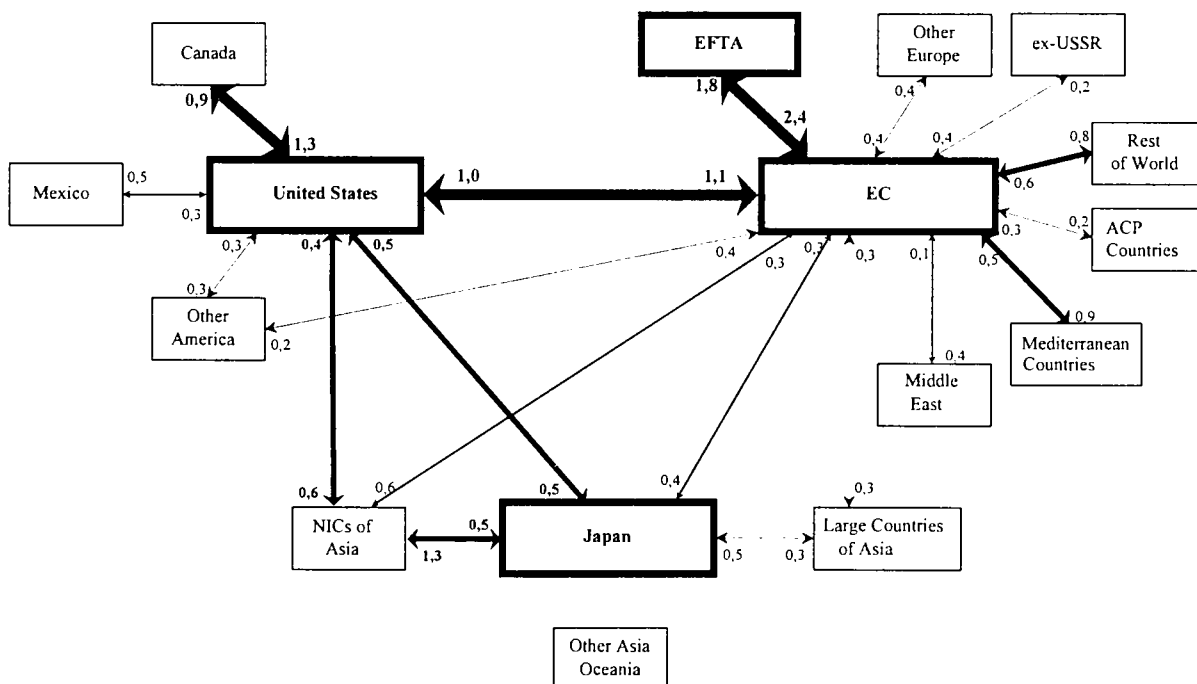 Canada
EFTA
Other
Europe
ex-USSR
0,9
1,8
0,4
0,2
2,4
1,3
0,4
0,4
0,8
Rest
of World
Mexico
0,5
0,3
United States
1,0
1,1
EC
0,6
0,2
ACP
Countries
0,3
0,3
0,4
0,5
0,4
0,3
0,3
0,3
0,1
0,5
0,3
Other
America
0,2
0,9
Mediterranean
Countries
0,4
Middle
East
0,6
0,6
0,5
0,4
0,3
NICs of
Asia
0,5
1,3
Japan
0,5
0,3
Large Countries
of Asia
Other Asia
Oceania